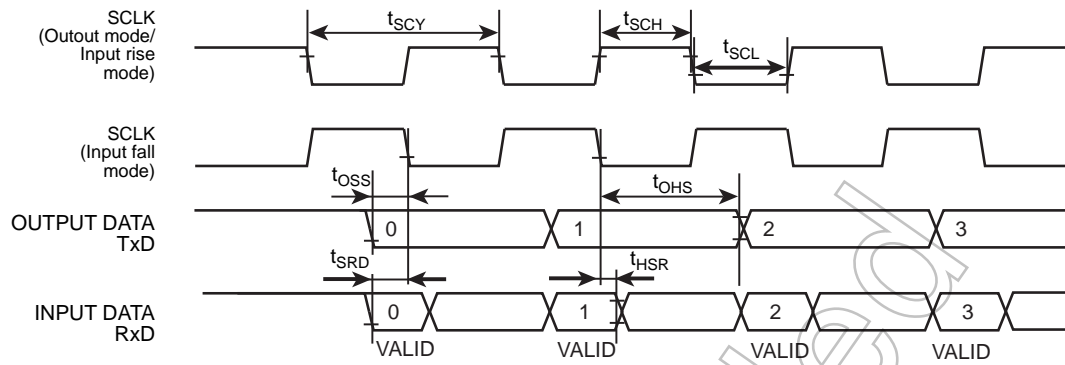 SCLK
(Outout mode/
Input rise
mode)
tSCY
tSCH
tSCL
SCLK
(Input fall
mode)
tOSS
tOHS
OUTPUT DATA
TxD
0
1
2
3
tSRD
tHSR
INPUT DATA
RxD
0
1
2
3
VALID
VALID
VALID
VALID